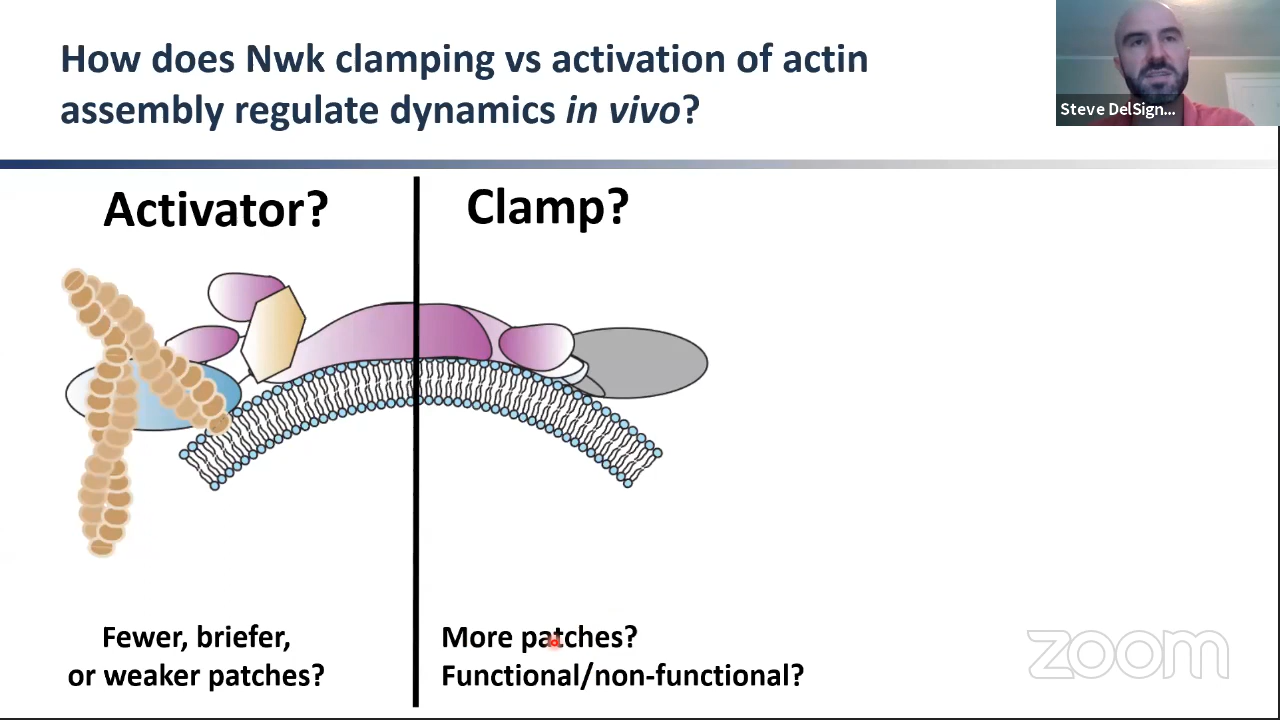 How does Nwk clamping vs activation of actin
assembly regulate dynamics in vivo?
Steve DelSign...
Activator?
Clamp?
Fewer, briefer,
or weaker patches?
More patches?
Functional/non-functional?
zoom